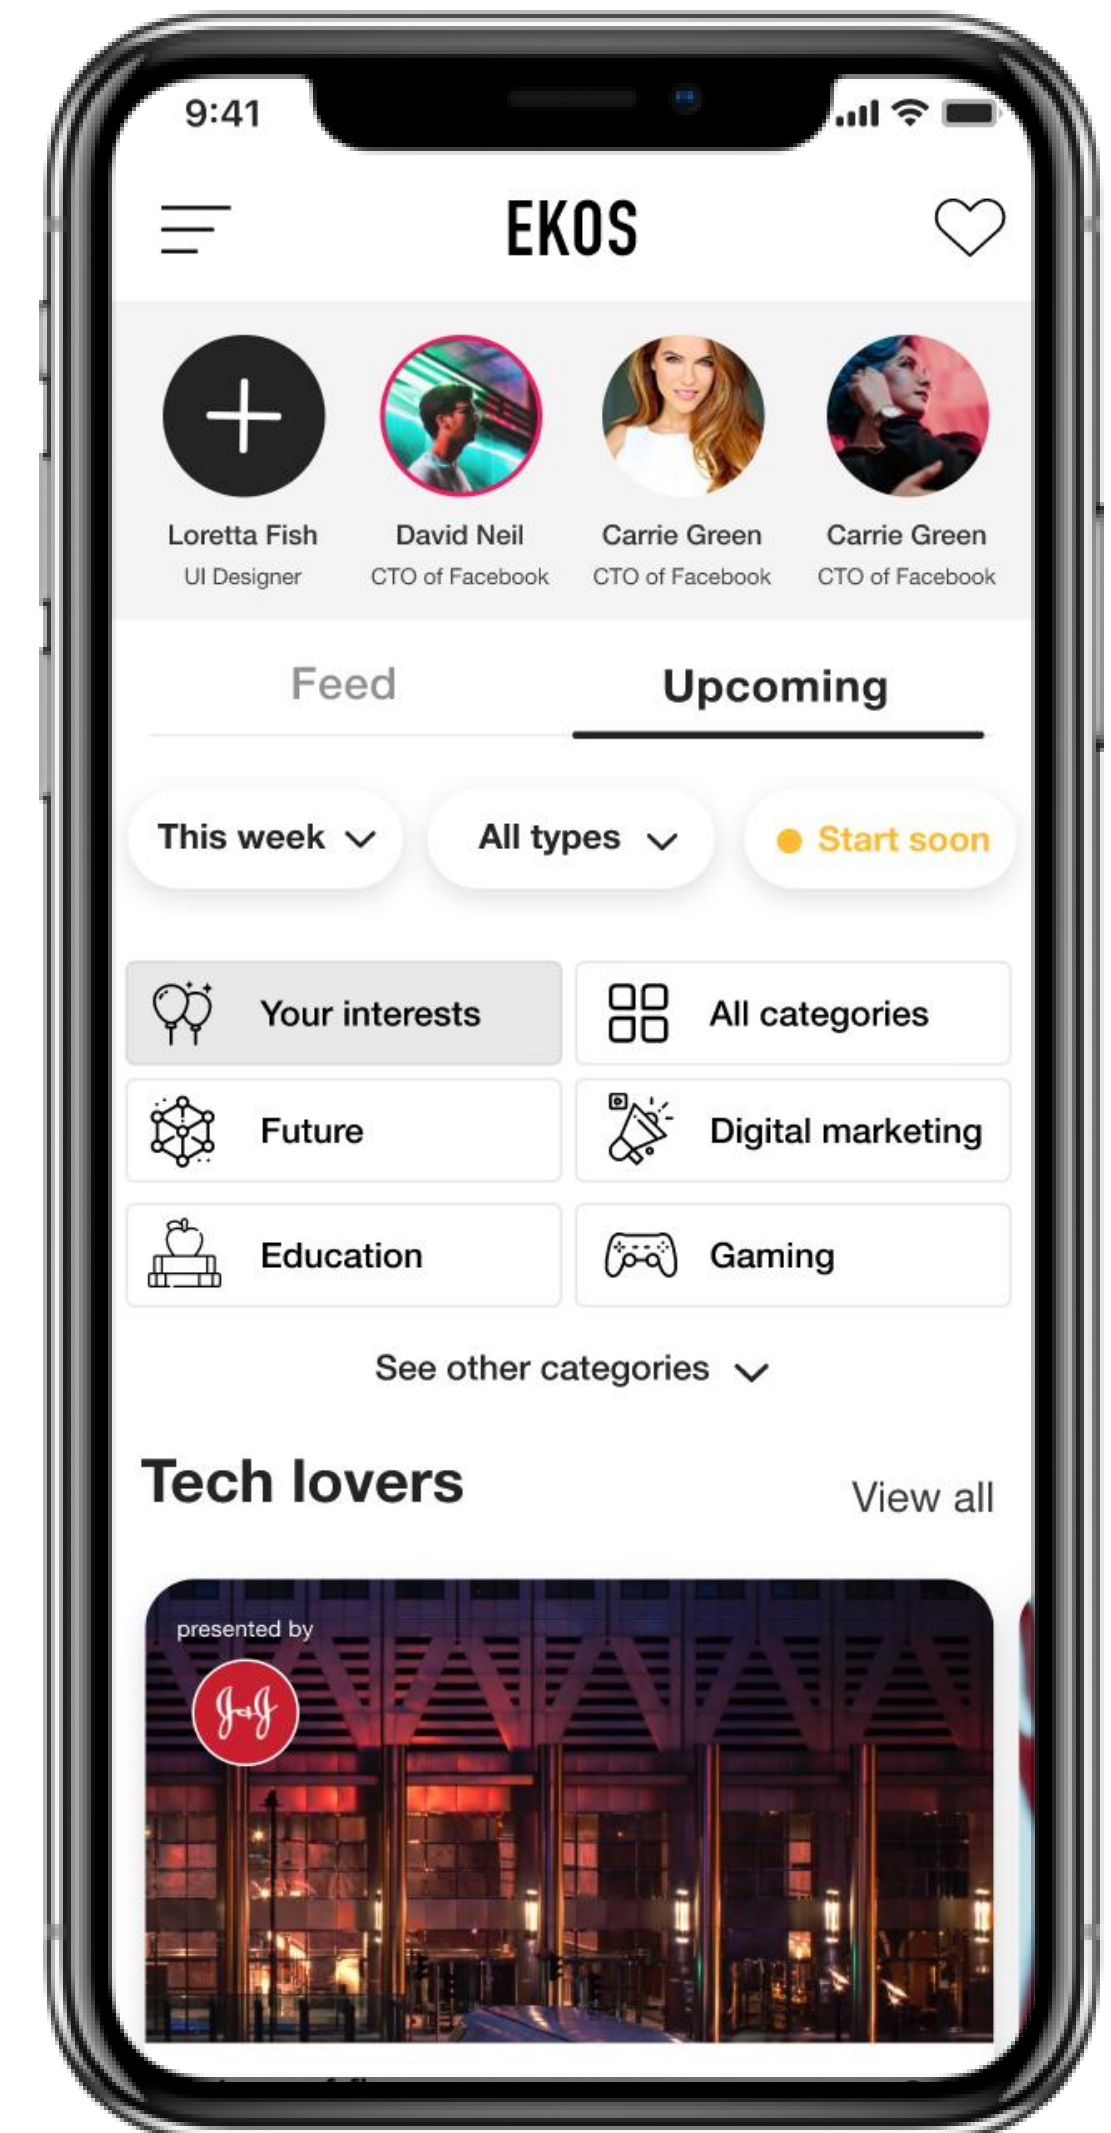 9:41
EKOS
Loretta Fish
UI Designer
David Neil
CTO of Facebook
Carrie Green
CTO of Facebook
Carrie Green
CTO of Facebook
Feed
Upcoming
This week
All types
Start soon
Your interests
All categories
Future
Digital marketing
Education
Gaming
See other categories
Tech lovers
View all
presented by
J&J